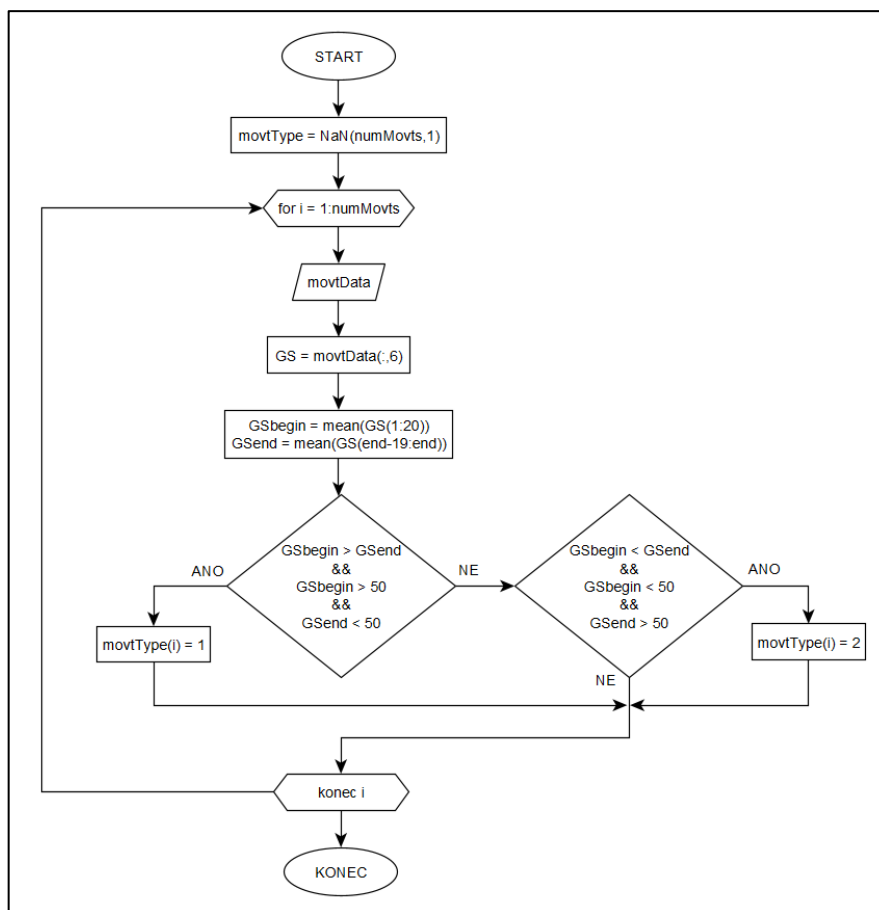 START
movtType = NaN(numMovts,1)
for i = 1:numMovts
movtData
GS = movtData(:,6)
GSbegin = mean(GS(1:20))
GSend = mean(GS(end-19:end))
GSbegin > GSend
&&
GSbegin > 50
&&
GSend < 50
ANO
NE
GSbegin < GSend
&&
GSbegin < 50
&&
GSend > 50
ANO
NE
movtType(i) = 1
movtType(i) = 2
konec i
KONEC